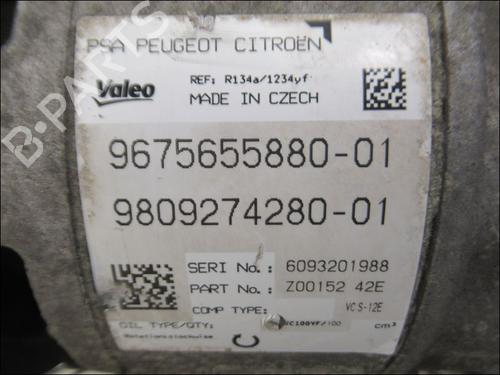 PSA PEUGEOT CITROËN
Valeo
REF: R134a/1234yf
MADE IN CZECH
9675655880-01
9809274280-01
SERI No.: 6093201988
PART No.: Z00152 42E
COMP TYPE: VCS-12E
OIL TYPE/QTY: cm³
C
B-PARTS